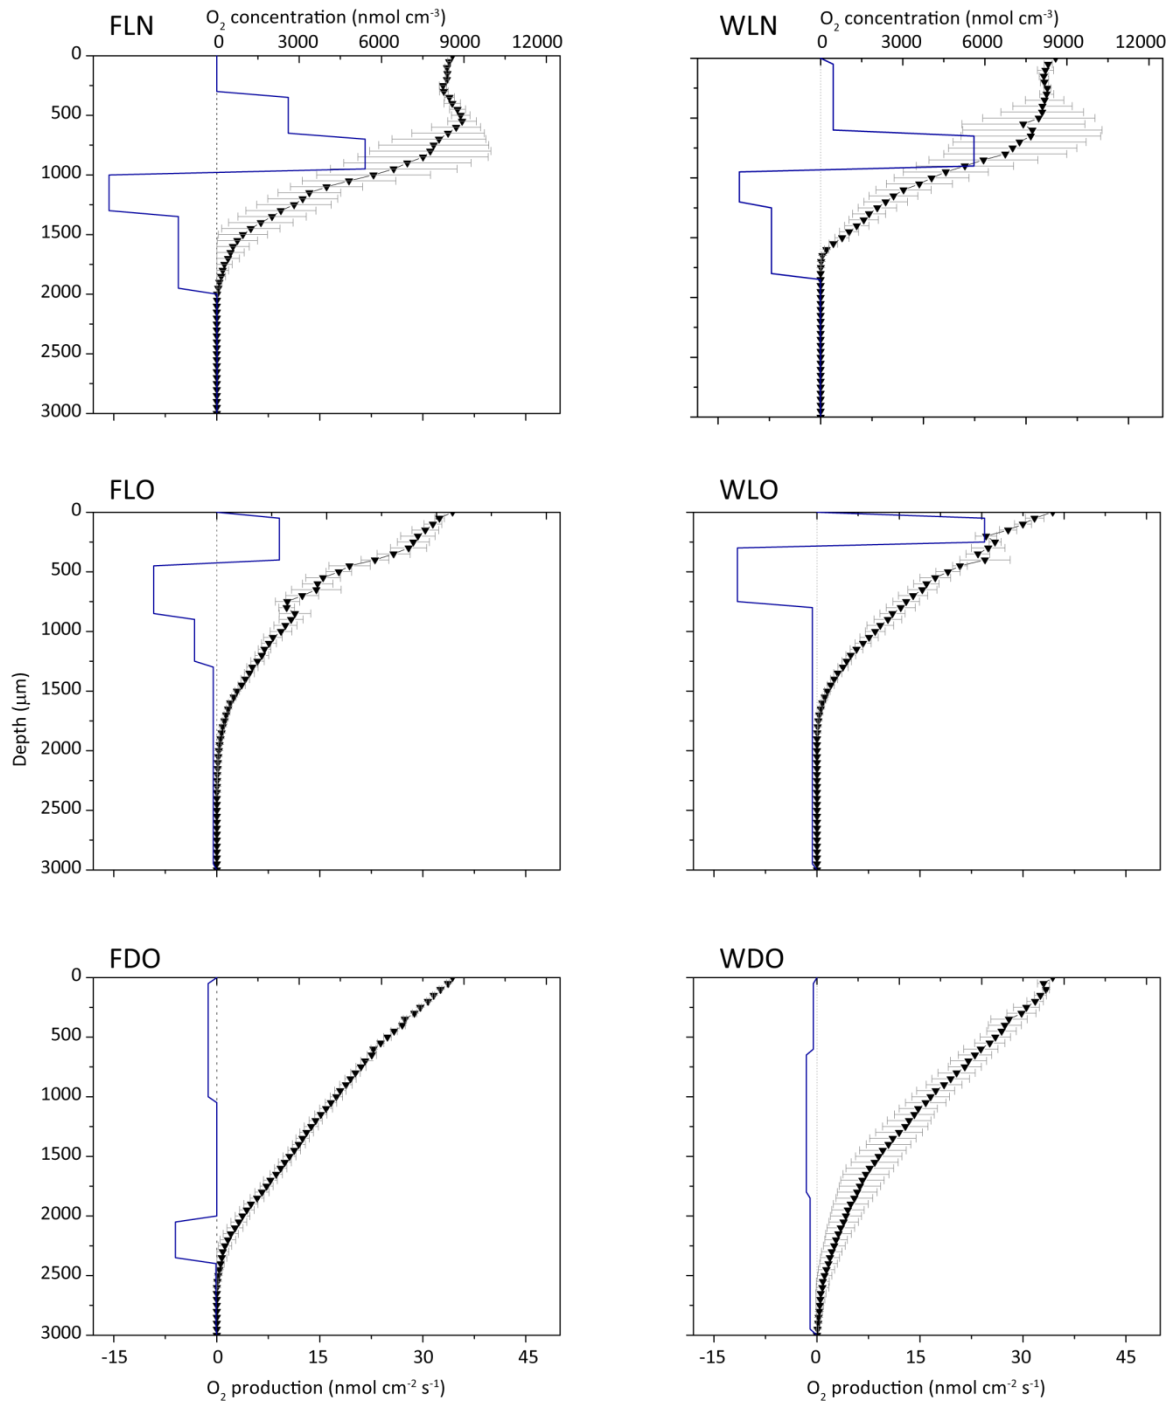 O₂ concentration (nmol cm⁻³)
FLN
0 3000 6000 9000 12000
0
500
1000
1500
2000
2500
3000
O₂ concentration (nmol cm⁻³)
WLN
0 3000 6000 9000 12000
FLO
0
500
1000
1500
2000
2500
3000
Depth (µm)
WLO
FDO
0
500
1000
1500
2000
2500
3000
-15 0 15 30 45
O₂ production (nmol cm⁻² s⁻¹)
WDO
-15 0 15 30 45
O₂ production (nmol cm⁻² s⁻¹)